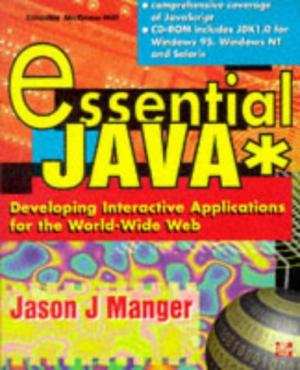 • comprehensive coverage
of JavaScript
• CD-ROM includes JDK1.0 for
Windows 95, Windows NT
and Solaris
essential
JAVA*
Developing Interactive Applications
for the World-Wide Web
Jason J Manger